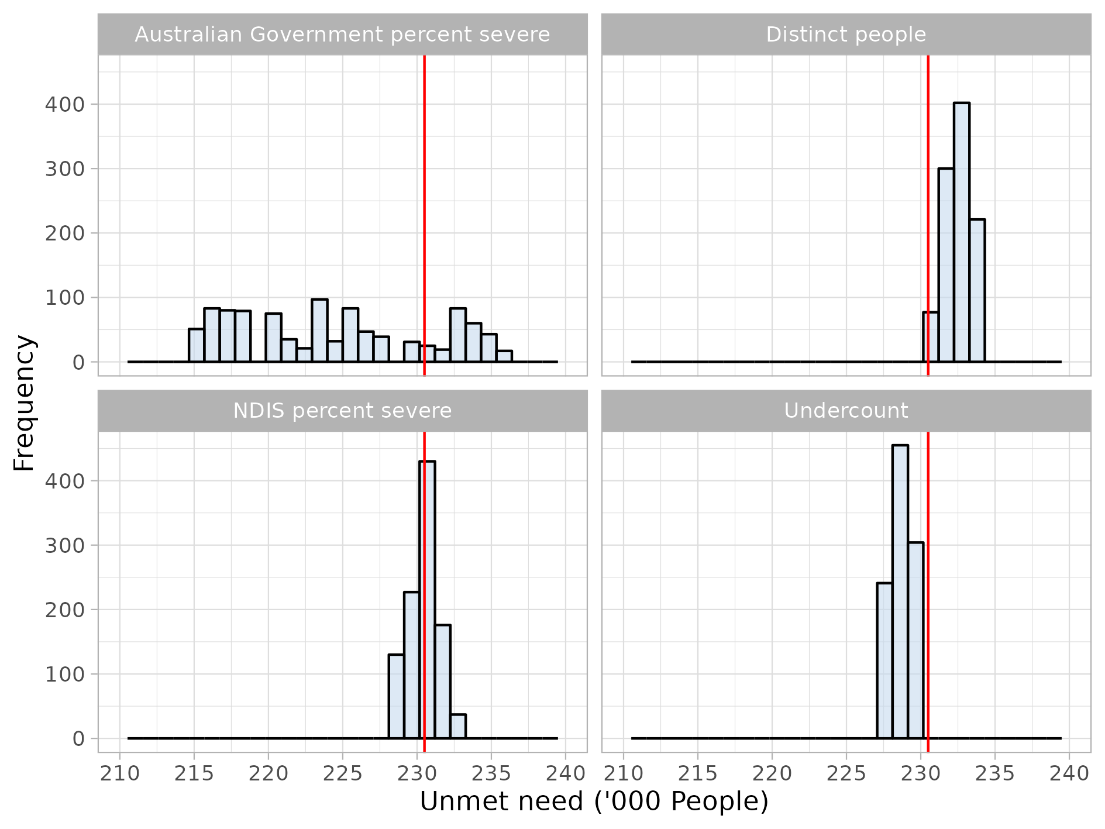 Australian Government percent severe
Distinct people
400
300
200
100
0
NDIS percent severe
Undercount
400
300
200
100
0
Frequency
210 215 220 225 230 235 240
210 215 220 225 230 235 240
Unmet need ('000 People)